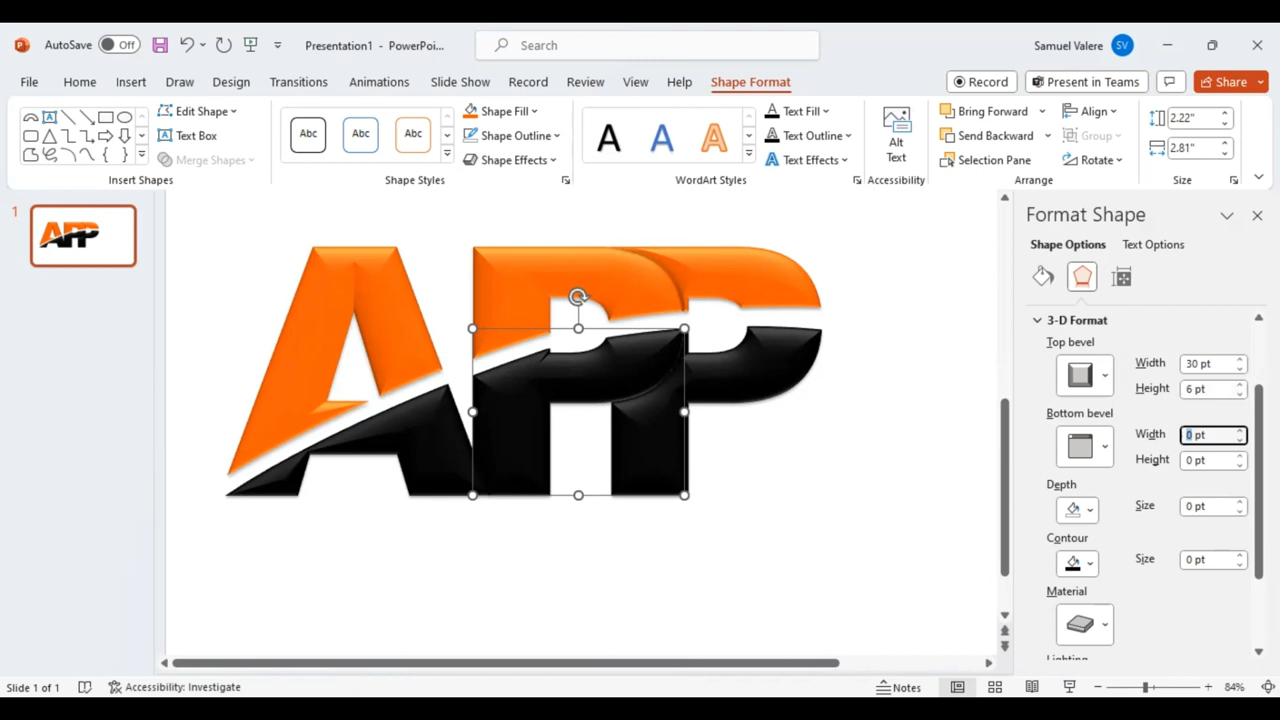 AutoSave Off Presentation1 - PowerPoi... Search Samuel Valere SV
File Home Insert Draw Design Transitions Animations Slide Show Record Review View Help Shape Format Record Present in Teams Share
Edit Shape Text Box Merge Shapes
Insert Shapes
Abc Abc Abc
Shape Fill Shape Outline Shape Effects
Shape Styles
A A A
Text Fill Text Outline Text Effects
WordArt Styles
Alt
Text
Accessibility
Bring Forward Send Backward Selection Pane
Align Group Rotate
Arrange
2.22"
2.81"
Size
1
APP
APP
Format Shape
Shape Options Text Options
3-D Format
Top bevel
Width 30 pt
Height 6 pt
Bottom bevel
Width 0 pt
Height 0 pt
Depth
Size 0 pt
Contour
Size 0 pt
Material
Lighting
Slide 1 of 1 Accessibility: Investigate Notes 84%